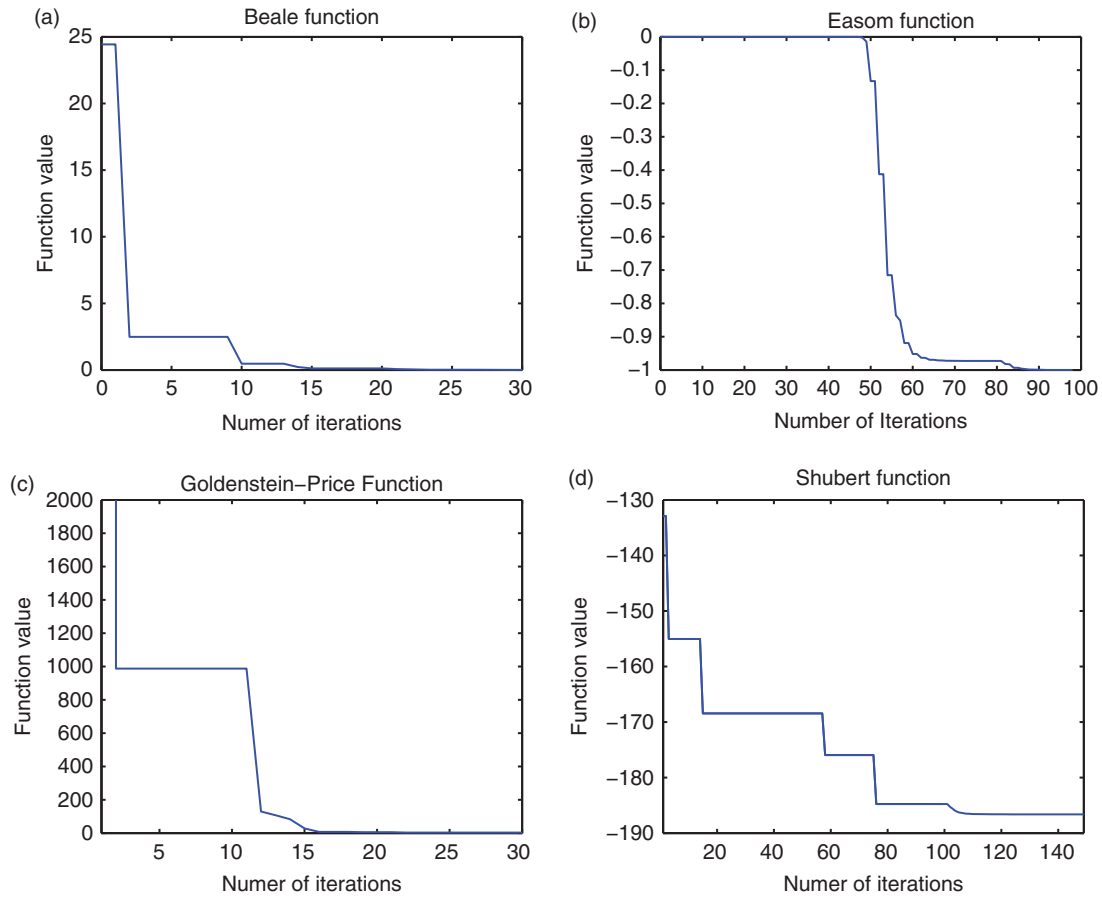 (a)
Beale function
25
20
15
10
5
0
Function value
0 5 10 15 20 25 30
Numer of iterations
(b)
Easom function
0
−0.1
−0.2
−0.3
−0.4
−0.5
−0.6
−0.7
−0.8
−0.9
−1
Function value
0 10 20 30 40 50 60 70 80 90 100
Number of Iterations
(c)
Goldenstein−Price Function
2000
1800
1600
1400
1200
1000
800
600
400
200
0
Function value
5 10 15 20 25 30
Numer of iterations
(d)
Shubert function
−130
−140
−150
−160
−170
−180
−190
Function value
20 40 60 80 100 120 140
Numer of iterations